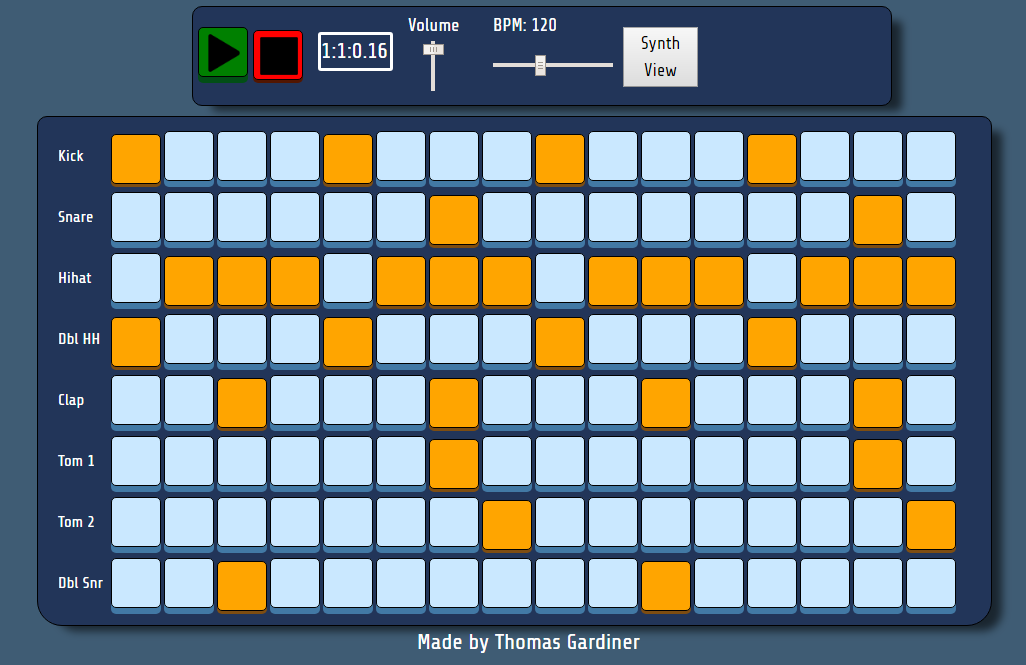 Volume
BPM: 120
1:1:0.16
Synth
View
Kick
Snare
Hihat
Dbl HH
Clap
Tom 1
Tom 2
Dbl Snr
Made by Thomas Gardiner